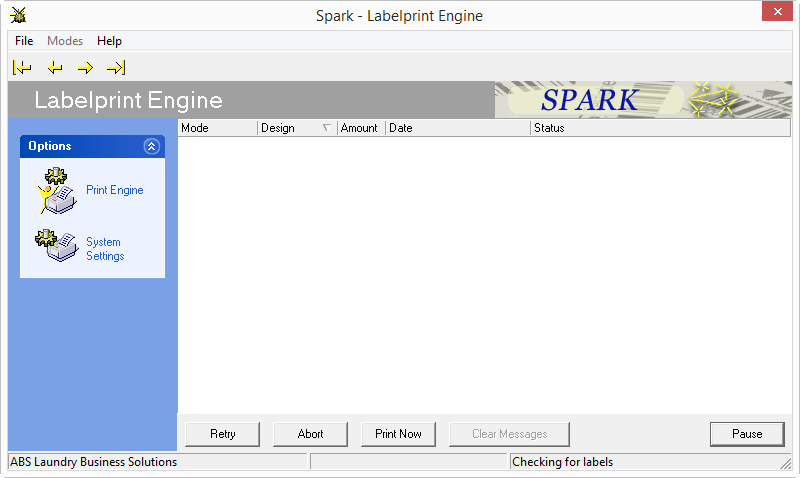 Spark - Labelprint Engine
File Modes Help
Labelprint Engine
SPARK
Mode Design Amount Date Status
Options
Print Engine
System
Settings
Retry Abort Print Now Clear Messages Pause
ABS Laundry Business Solutions Checking for labels